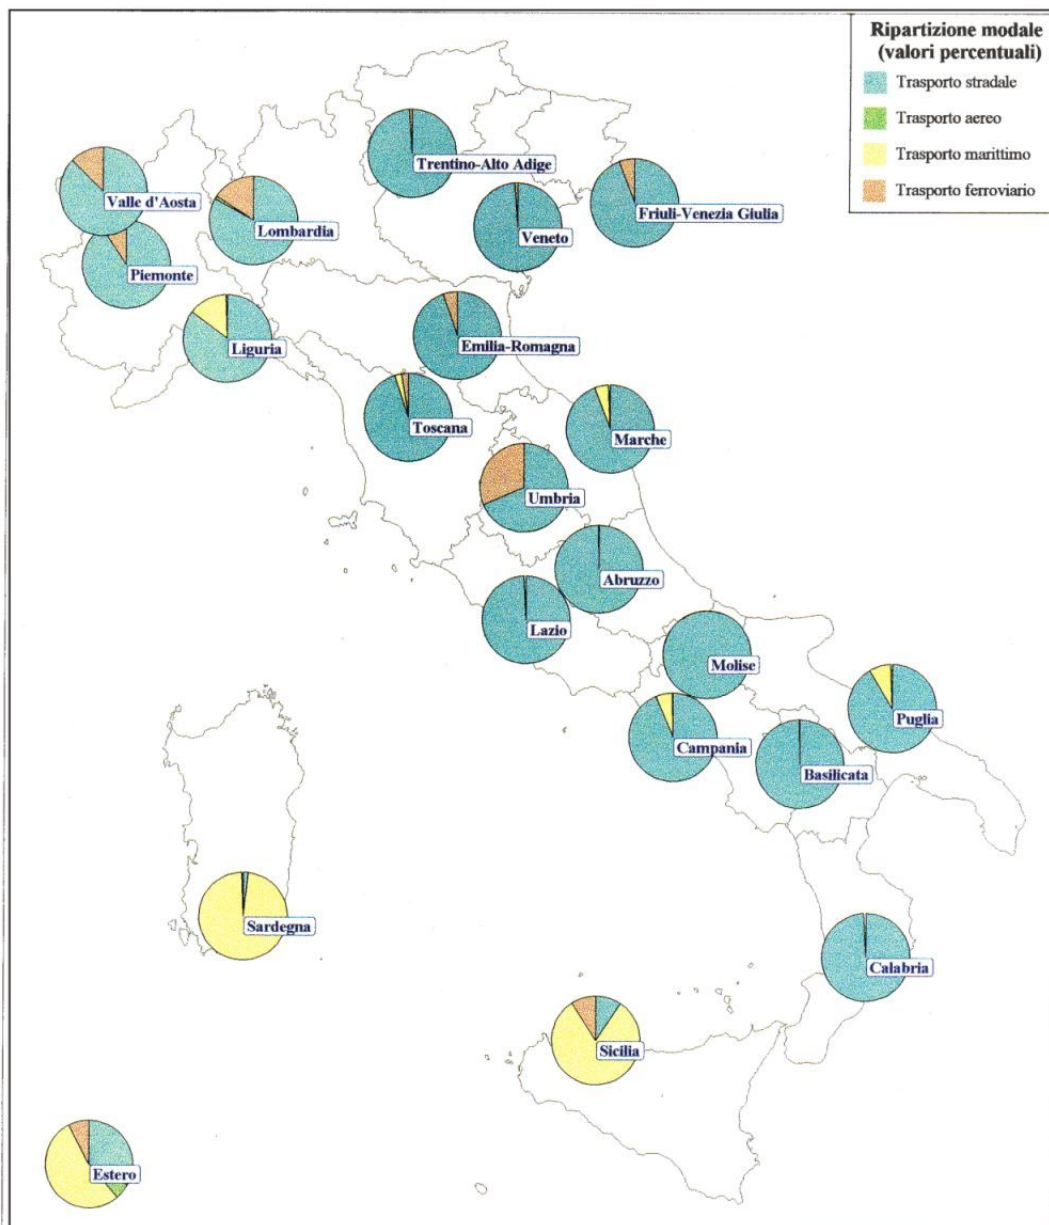 Ripartizione modale
(valori percentuali)
Trasporto stradale
Trasporto aereo
Trasporto marittimo
Trasporto ferroviario
Trentino-Alto Adige
Valle d'Aosta
Friuli-Venezia Giulia
Lombardia
Veneto
Piemonte
Emilia-Romagna
Liguria
Toscana
Marche
Umbria
Abruzzo
Lazio
Molise
Puglia
Campania
Basilicata
Sardegna
Calabria
Sicilia
Estero